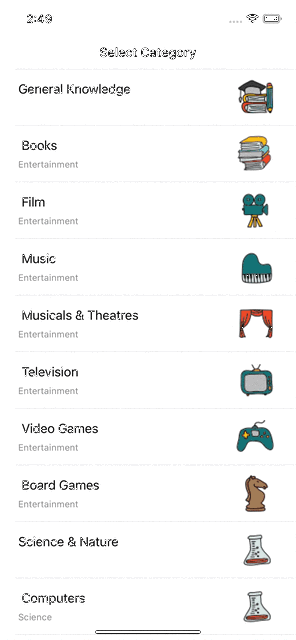 2:49
Select Category
General Knowledge
Books
Entertainment
Film
Entertainment
Music
Entertainment
Musicals & Theatres
Entertainment
Television
Entertainment
Video Games
Entertainment
Board Games
Entertainment
Science & Nature
Computers
Science